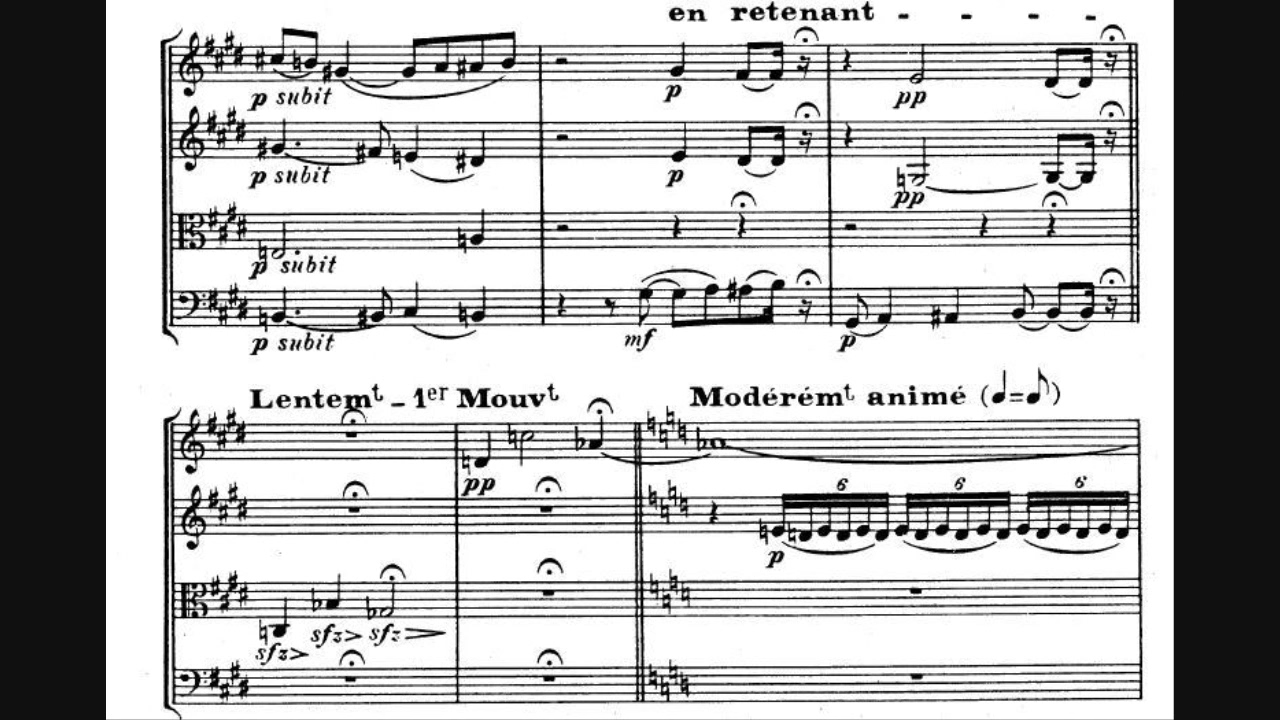 en retenant - - - -
p subit
p
pp
p subit
p
pp
p subit
p subit
mf
p
Lentemᵗ - 1er Mouvᵗ Modérémᵗ animé (♩=♪)
pp
6 6 6
p
sfz> sfz> sfz>